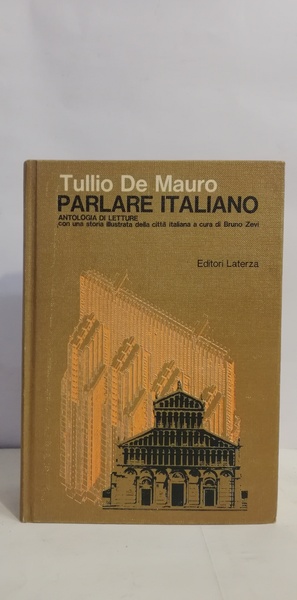 Tullio De Mauro
PARLARE ITALIANO
ANTOLOGIA DI LETTURE
con una storia illustrata della città italiana a cura di Bruno Zevi
Editori Laterza